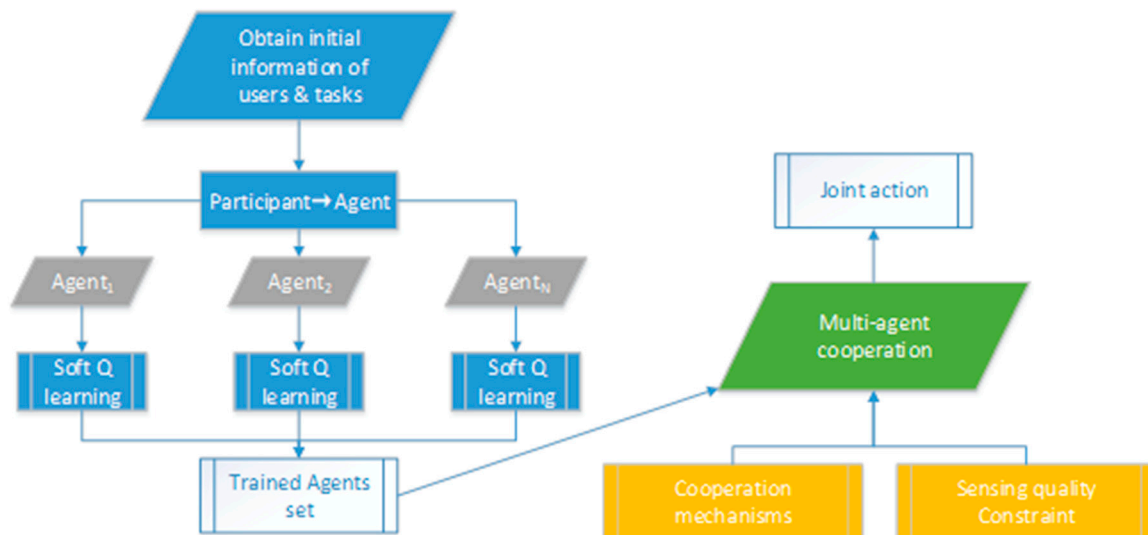 Obtain initial
information of
users & tasks
Participant→Agent
Agent₁
Agent₂
Agentₙ
Soft Q
learning
Soft Q
learning
Soft Q
learning
Trained Agents
set
Joint action
Multi-agent
cooperation
Cooperation
mechanisms
Sensing quality
Constraint